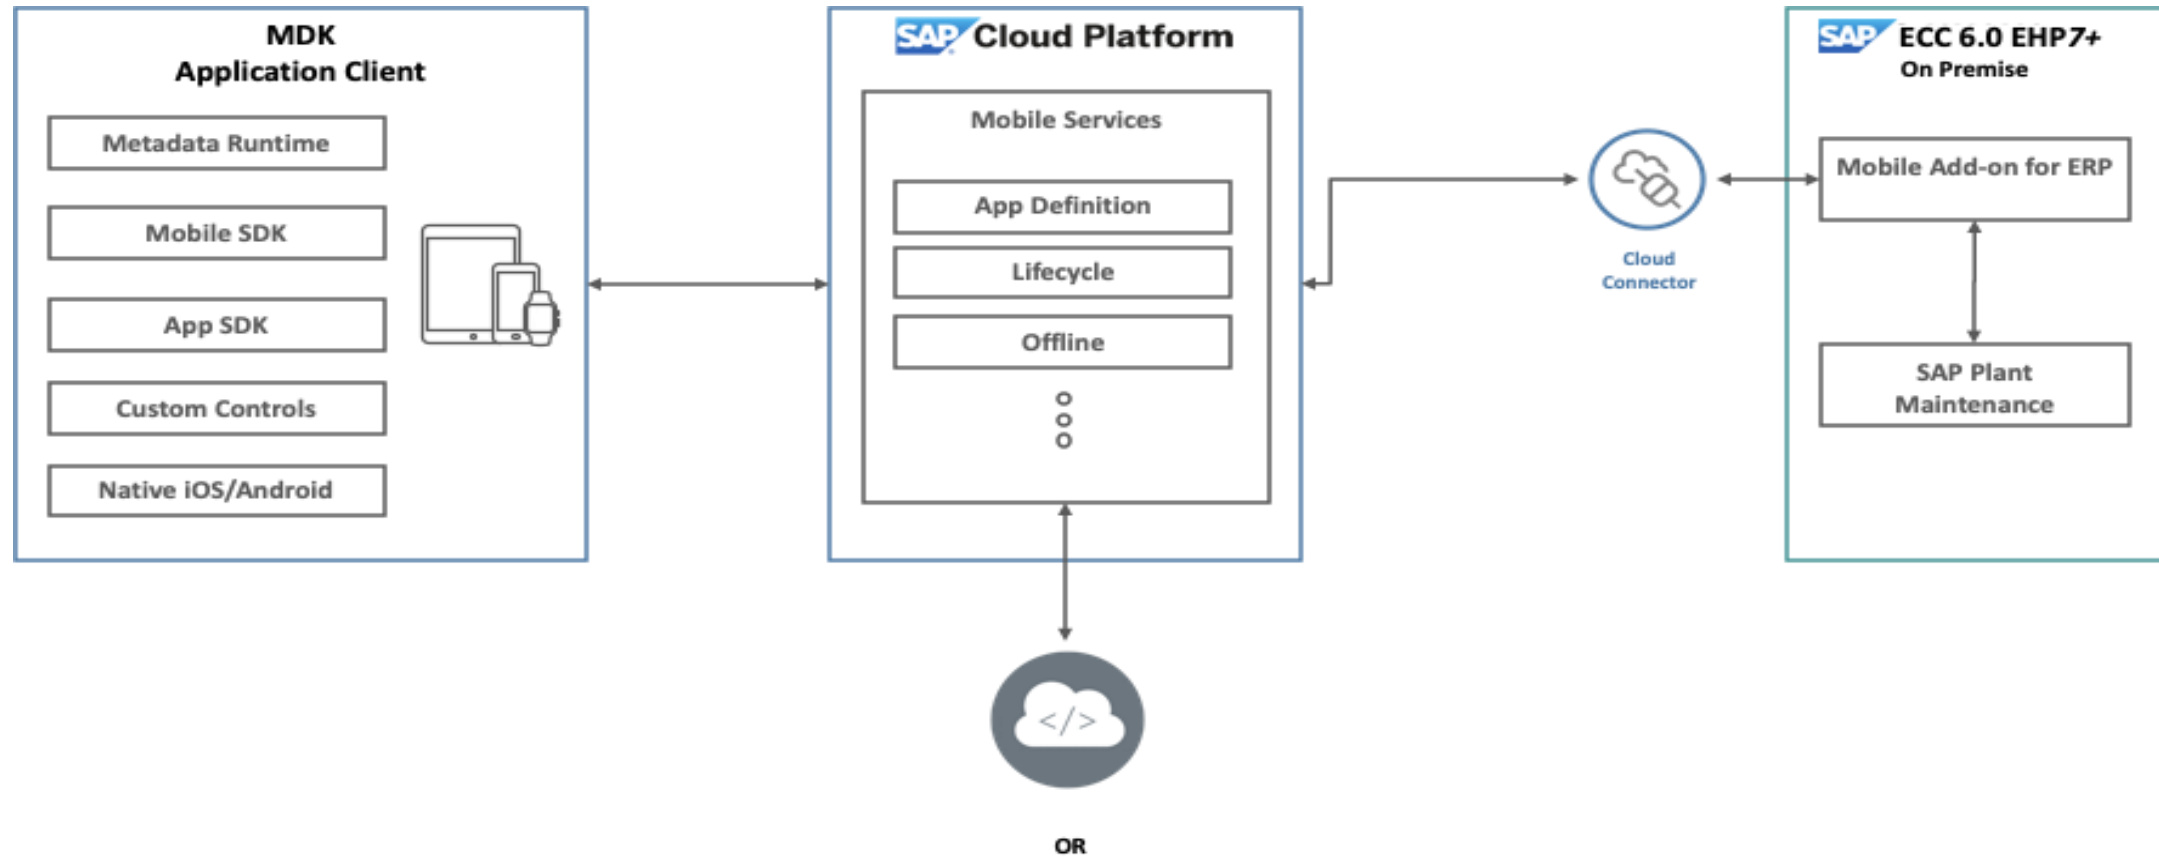 MDK
Application Client
Metadata Runtime
Mobile SDK
App SDK
Custom Controls
Native iOS/Android
SAP Cloud Platform
Mobile Services
App Definition
Lifecycle
Offline
</>
OR
Cloud
Connector
SAP ECC 6.0 EHP7+
On Premise
Mobile Add-on for ERP
SAP Plant
Maintenance